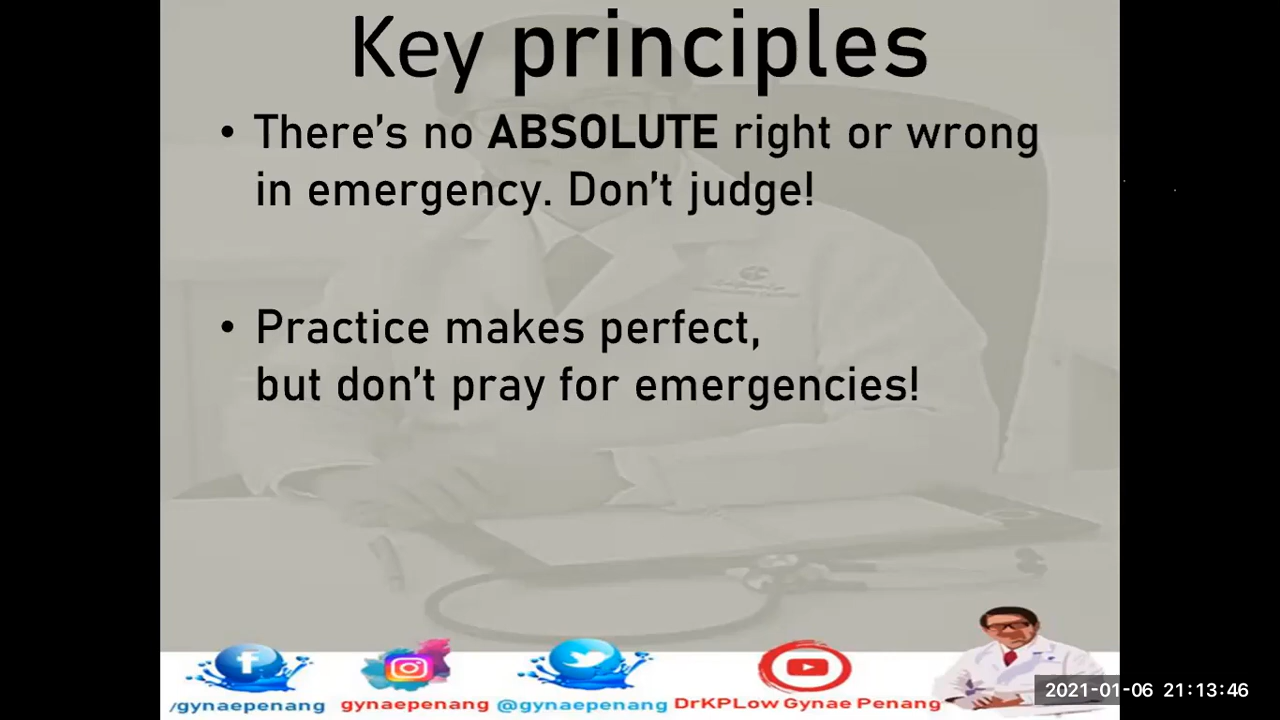 Key principles
• There's no ABSOLUTE right or wrong
in emergency. Don't judge!
• Practice makes perfect,
but don't pray for emergencies!
/gynaepenang gynaepenang @gynaepenang DrKPLow Gynae Penang
2021-01-06 21:13:46